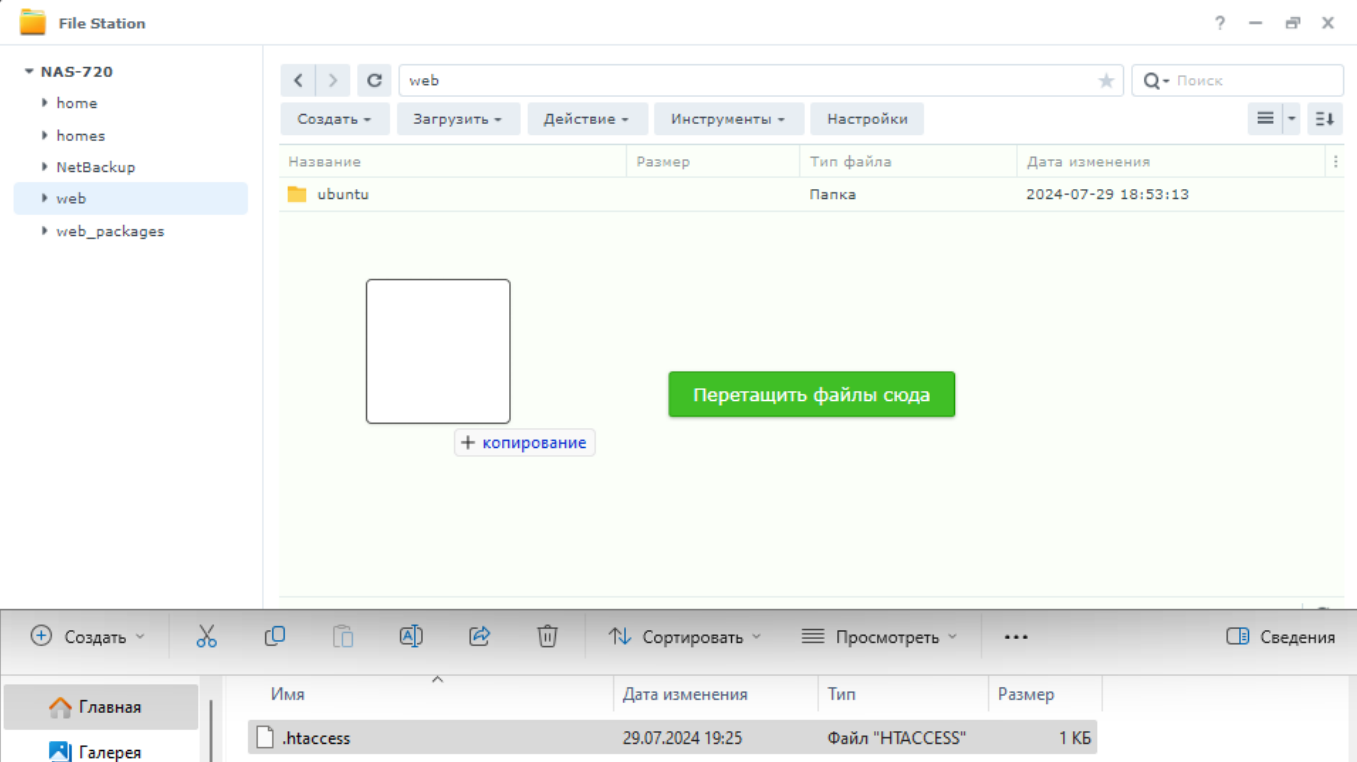 File Station
NAS-720
home
homes
NetBackup
web
web_packages
web
Поиск
Создать
Загрузить
Действие
Инструменты
Настройки
Название Размер Тип файла Дата изменения
ubuntu Папка 2024-07-29 18:53:13
Перетащить файлы сюда
+ копирование
Создать
Сортировать
Просмотреть
Сведения
Главная
Галерея
Имя Дата изменения Тип Размер
.htaccess 29.07.2024 19:25 Файл "HTACCESS" 1 КБ